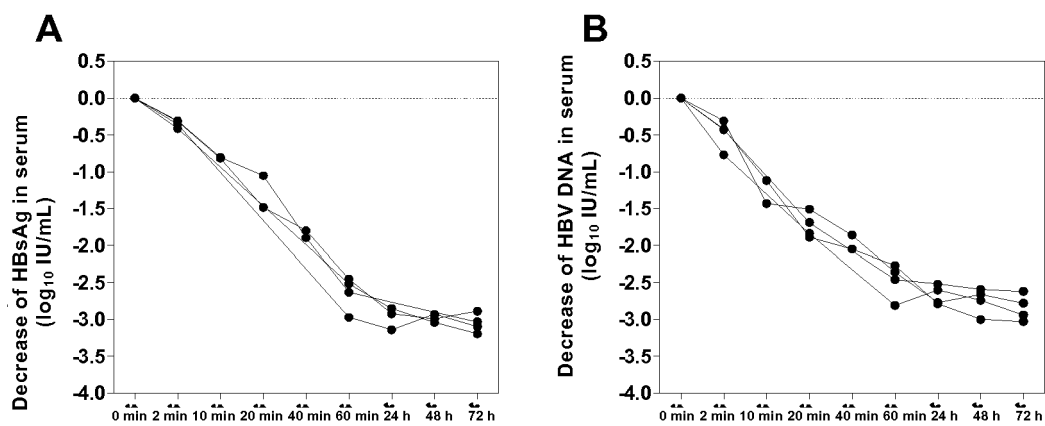 A
Decrease of HBsAg in serum
(log₁₀ IU/mL)
0.5
0.0
-0.5
-1.0
-1.5
-2.0
-2.5
-3.0
-3.5
-4.0
0 min 2 min 10 min 20 min 40 min 60 min 24 h 48 h 72 h
B
Decrease of HBV DNA in serum
(log₁₀ IU/mL)
0.5
0.0
-0.5
-1.0
-1.5
-2.0
-2.5
-3.0
-3.5
-4.0
0 min 2 min 10 min 20 min 40 min 60 min 24 h 48 h 72 h